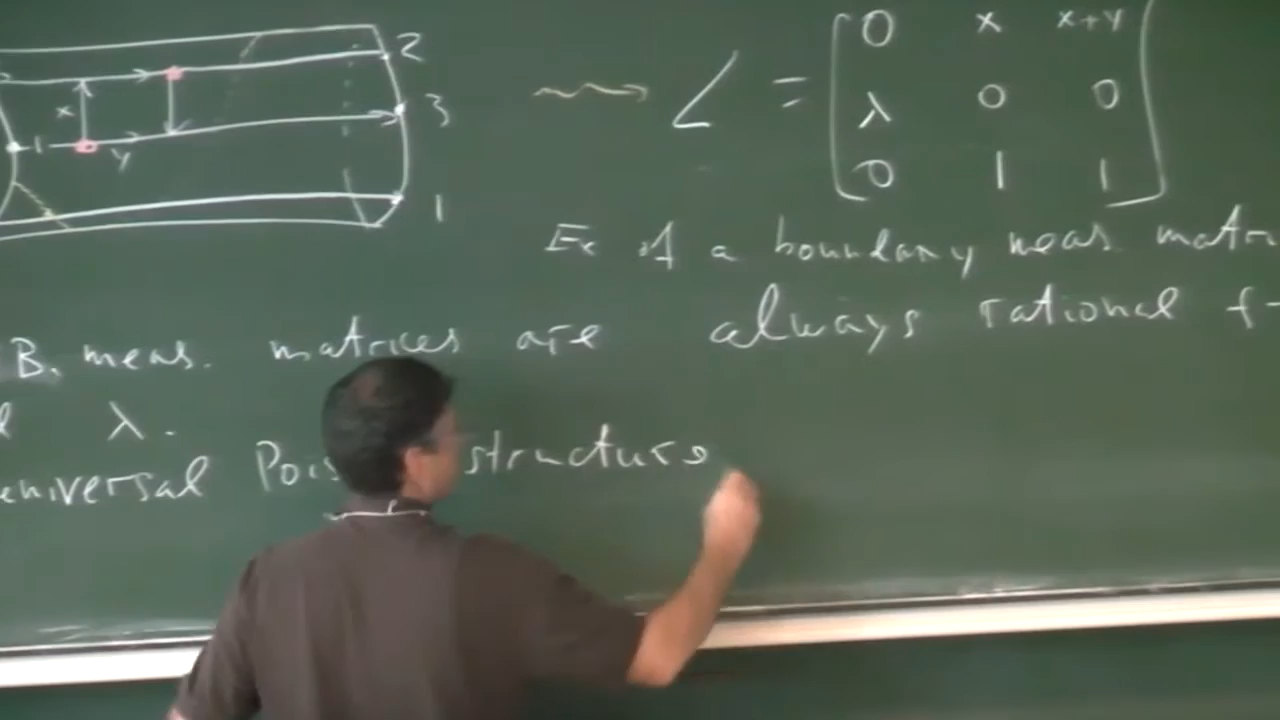 2
3
1
x
1
y
L = [ 0 x x+y
λ 0 0
0 1 1 ]
Ex of a boundary meas. matri
B. meas. matrices are always rational f
λ.
universal Pois structure